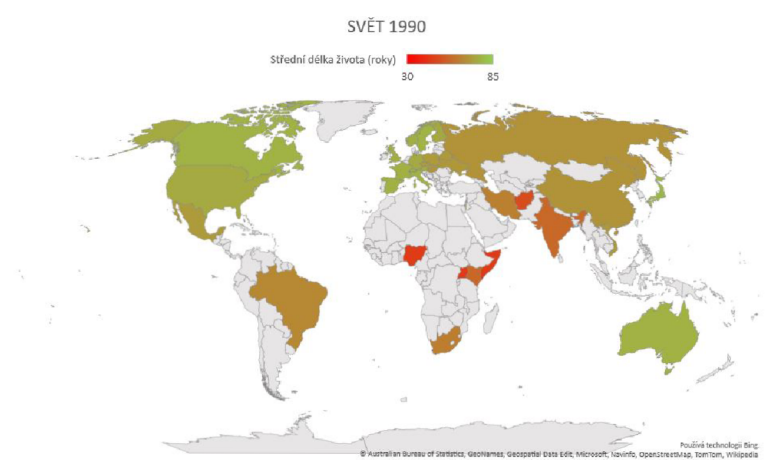 SVĚT 1990
Střední délka života (roky)
30 85
Používá technologii Bing.
© Australian Bureau of Statistics, GeoNames, Geospatial Data Edit, Microsoft, Navinfo, OpenStreetMap, TomTom, Wikipedia